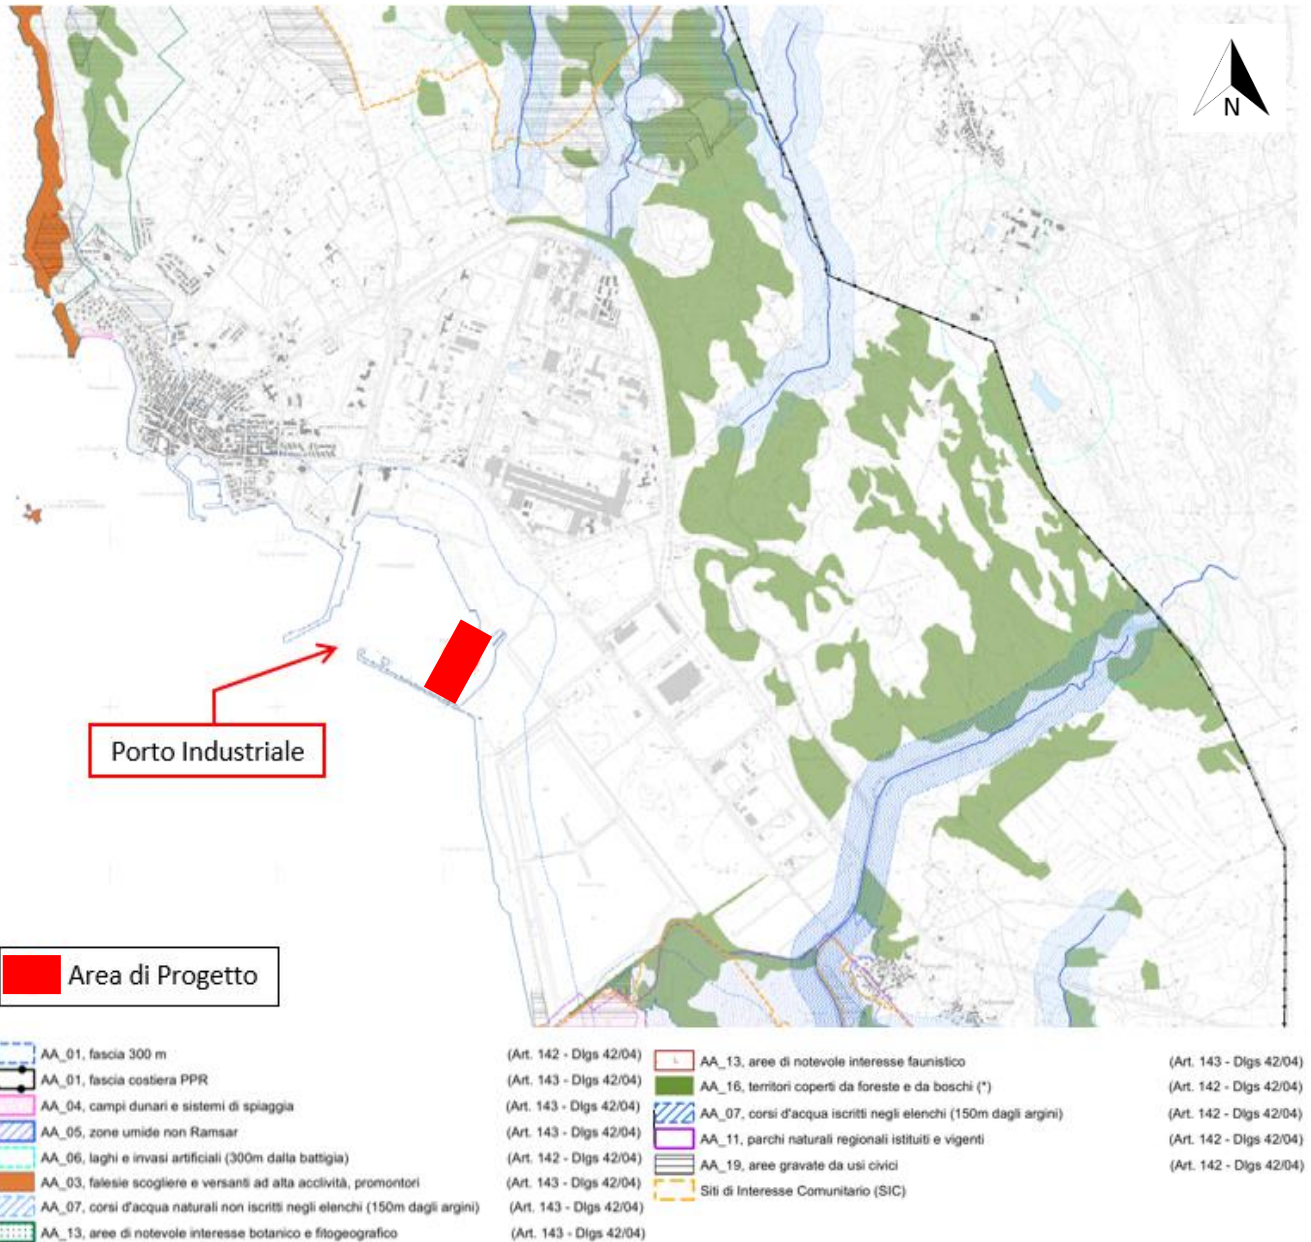 N
Porto Industriale
Area di Progetto
AA_01, fascia 300 m (Art. 142 - Dlgs 42/04)
AA_01, fascia costiera PPR (Art. 143 - Dlgs 42/04)
AA_04, campi dunari e sistemi di spiaggia (Art. 143 - Dlgs 42/04)
AA_05, zone umide non Ramsar (Art. 143 - Dlgs 42/04)
AA_06, laghi e invasi artificiali (300m dalla battigia) (Art. 142 - Dlgs 42/04)
AA_03, falesie scogliere e versanti ad alta acclività, promontori (Art. 143 - Dlgs 42/04)
AA_07, corsi d'acqua naturali non iscritti negli elenchi (150m dagli argini) (Art. 143 - Dlgs 42/04)
AA_13, aree di notevole interesse botanico e fitogeografico (Art. 143 - Dlgs 42/04)
AA_13, aree di notevole interesse faunistico (Art. 143 - Dlgs 42/04)
AA_16, territori coperti da foreste e da boschi (*) (Art. 142 - Dlgs 42/04)
AA_07, corsi d'acqua iscritti negli elenchi (150m dagli argini) (Art. 142 - Dlgs 42/04)
AA_11, parchi naturali regionali istituiti e vigenti (Art. 142 - Dlgs 42/04)
AA_19, aree gravate da usi civici (Art. 142 - Dlgs 42/04)
Siti di Interesse Comunitario (SIC)